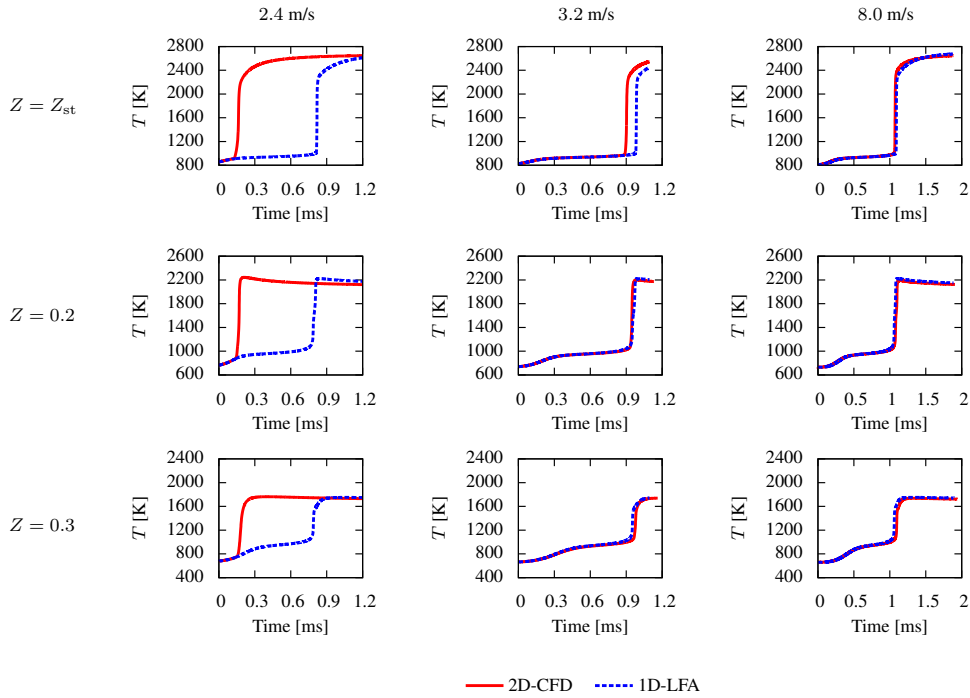 2.4 m/s 3.2 m/s 8.0 m/s
Z = Z_st
T [K] 2800 2400 2000 1600 1200 800
0 0.3 0.6 0.9 1.2
Time [ms]
T [K] 2800 2400 2000 1600 1200 800
0 0.3 0.6 0.9 1.2
Time [ms]
T [K] 2800 2400 2000 1600 1200 800
0 0.5 1 1.5 2
Time [ms]
Z = 0.2
T [K] 2600 2200 1800 1400 1000 600
0 0.3 0.6 0.9 1.2
Time [ms]
T [K] 2600 2200 1800 1400 1000 600
0 0.3 0.6 0.9 1.2
Time [ms]
T [K] 2600 2200 1800 1400 1000 600
0 0.5 1 1.5 2
Time [ms]
Z = 0.3
T [K] 2400 2000 1600 1200 800 400
0 0.3 0.6 0.9 1.2
Time [ms]
T [K] 2400 2000 1600 1200 800 400
0 0.3 0.6 0.9 1.2
Time [ms]
T [K] 2400 2000 1600 1200 800 400
0 0.5 1 1.5 2
Time [ms]
2D-CFD 1D-LFA